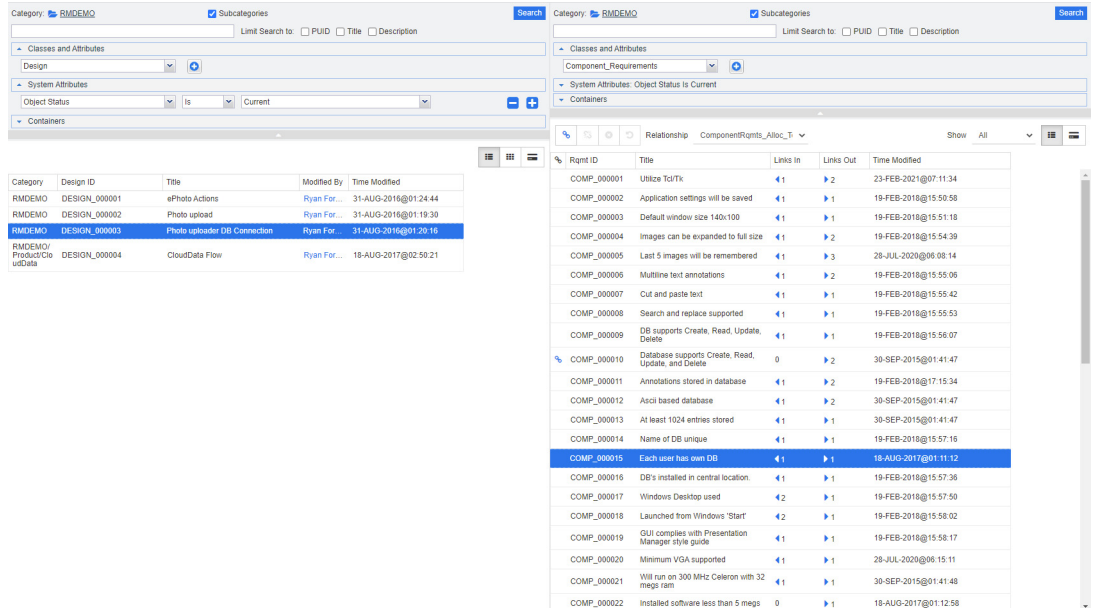 Category: RMDEMO Subcategories Search
Limit Search to: PUID Title Description
Classes and Attributes
Design
System Attributes
Object Status Is Current
Containers
Category Design ID Title Modified By Time Modified
RMDEMO DESIGN_000001 ePhoto Actions Ryan For... 31-AUG-2016@01:24:44
RMDEMO DESIGN_000002 Photo upload Ryan For... 31-AUG-2016@01:19:30
RMDEMO DESIGN_000003 Photo uploader DB Connection Ryan For... 31-AUG-2016@01:20:16
RMDEMO/
Product/Clo
udData
DESIGN_000004 CloudData Flow Ryan For... 18-AUG-2017@02:50:21
Category: RMDEMO Subcategories Search
Limit Search to: PUID Title Description
Classes and Attributes
Component_Requirements
System Attributes: Object Status Is Current
Containers
Relationship ComponentRqmts_Alloc_T Show All
Rqmt ID Title Links In Links Out Time Modified
COMP_000001 Utilize Tcl/Tk 1 2 23-FEB-2021@07:11:34
COMP_000002 Application settings will be saved 1 1 19-FEB-2018@15:50:58
COMP_000003 Default window size 140x100 1 1 19-FEB-2018@15:51:18
COMP_000004 Images can be expanded to full size 1 2 19-FEB-2018@15:54:39
COMP_000005 Last 5 images will be remembered 1 3 28-JUL-2020@06:08:14
COMP_000006 Multiline text annotations 1 2 19-FEB-2018@15:55:06
COMP_000007 Cut and paste text 1 1 19-FEB-2018@15:55:42
COMP_000008 Search and replace supported 1 1 19-FEB-2018@15:55:53
COMP_000009 DB supports Create, Read, Update,
Delete 1 1 19-FEB-2018@15:56:07
COMP_000010 Database supports Create, Read,
Update, and Delete 0 2 30-SEP-2015@01:41:47
COMP_000011 Annotations stored in database 1 1 19-FEB-2018@17:15:34
COMP_000012 Ascii based database 1 2 30-SEP-2015@01:41:47
COMP_000013 At least 1024 entries stored 1 1 30-SEP-2015@01:41:47
COMP_000014 Name of DB unique 1 1 19-FEB-2018@15:57:16
COMP_000015 Each user has own DB 1 1 18-AUG-2017@01:11:12
COMP_000016 DB's installed in central location. 1 1 19-FEB-2018@15:57:36
COMP_000017 Windows Desktop used 2 1 19-FEB-2018@15:57:50
COMP_000018 Launched from Windows 'Start' 2 1 19-FEB-2018@15:58:02
COMP_000019 GUI complies with Presentation
Manager style guide 1 1 19-FEB-2018@15:58:17
COMP_000020 Minimum VGA supported 1 1 28-JUL-2020@06:15:11
COMP_000021 Will run on 300 MHz Celeron with 32
megs ram 1 1 30-SEP-2015@01:41:48
COMP_000022 Installed software less than 5 megs 0 1 18-AUG-2017@01:12:58